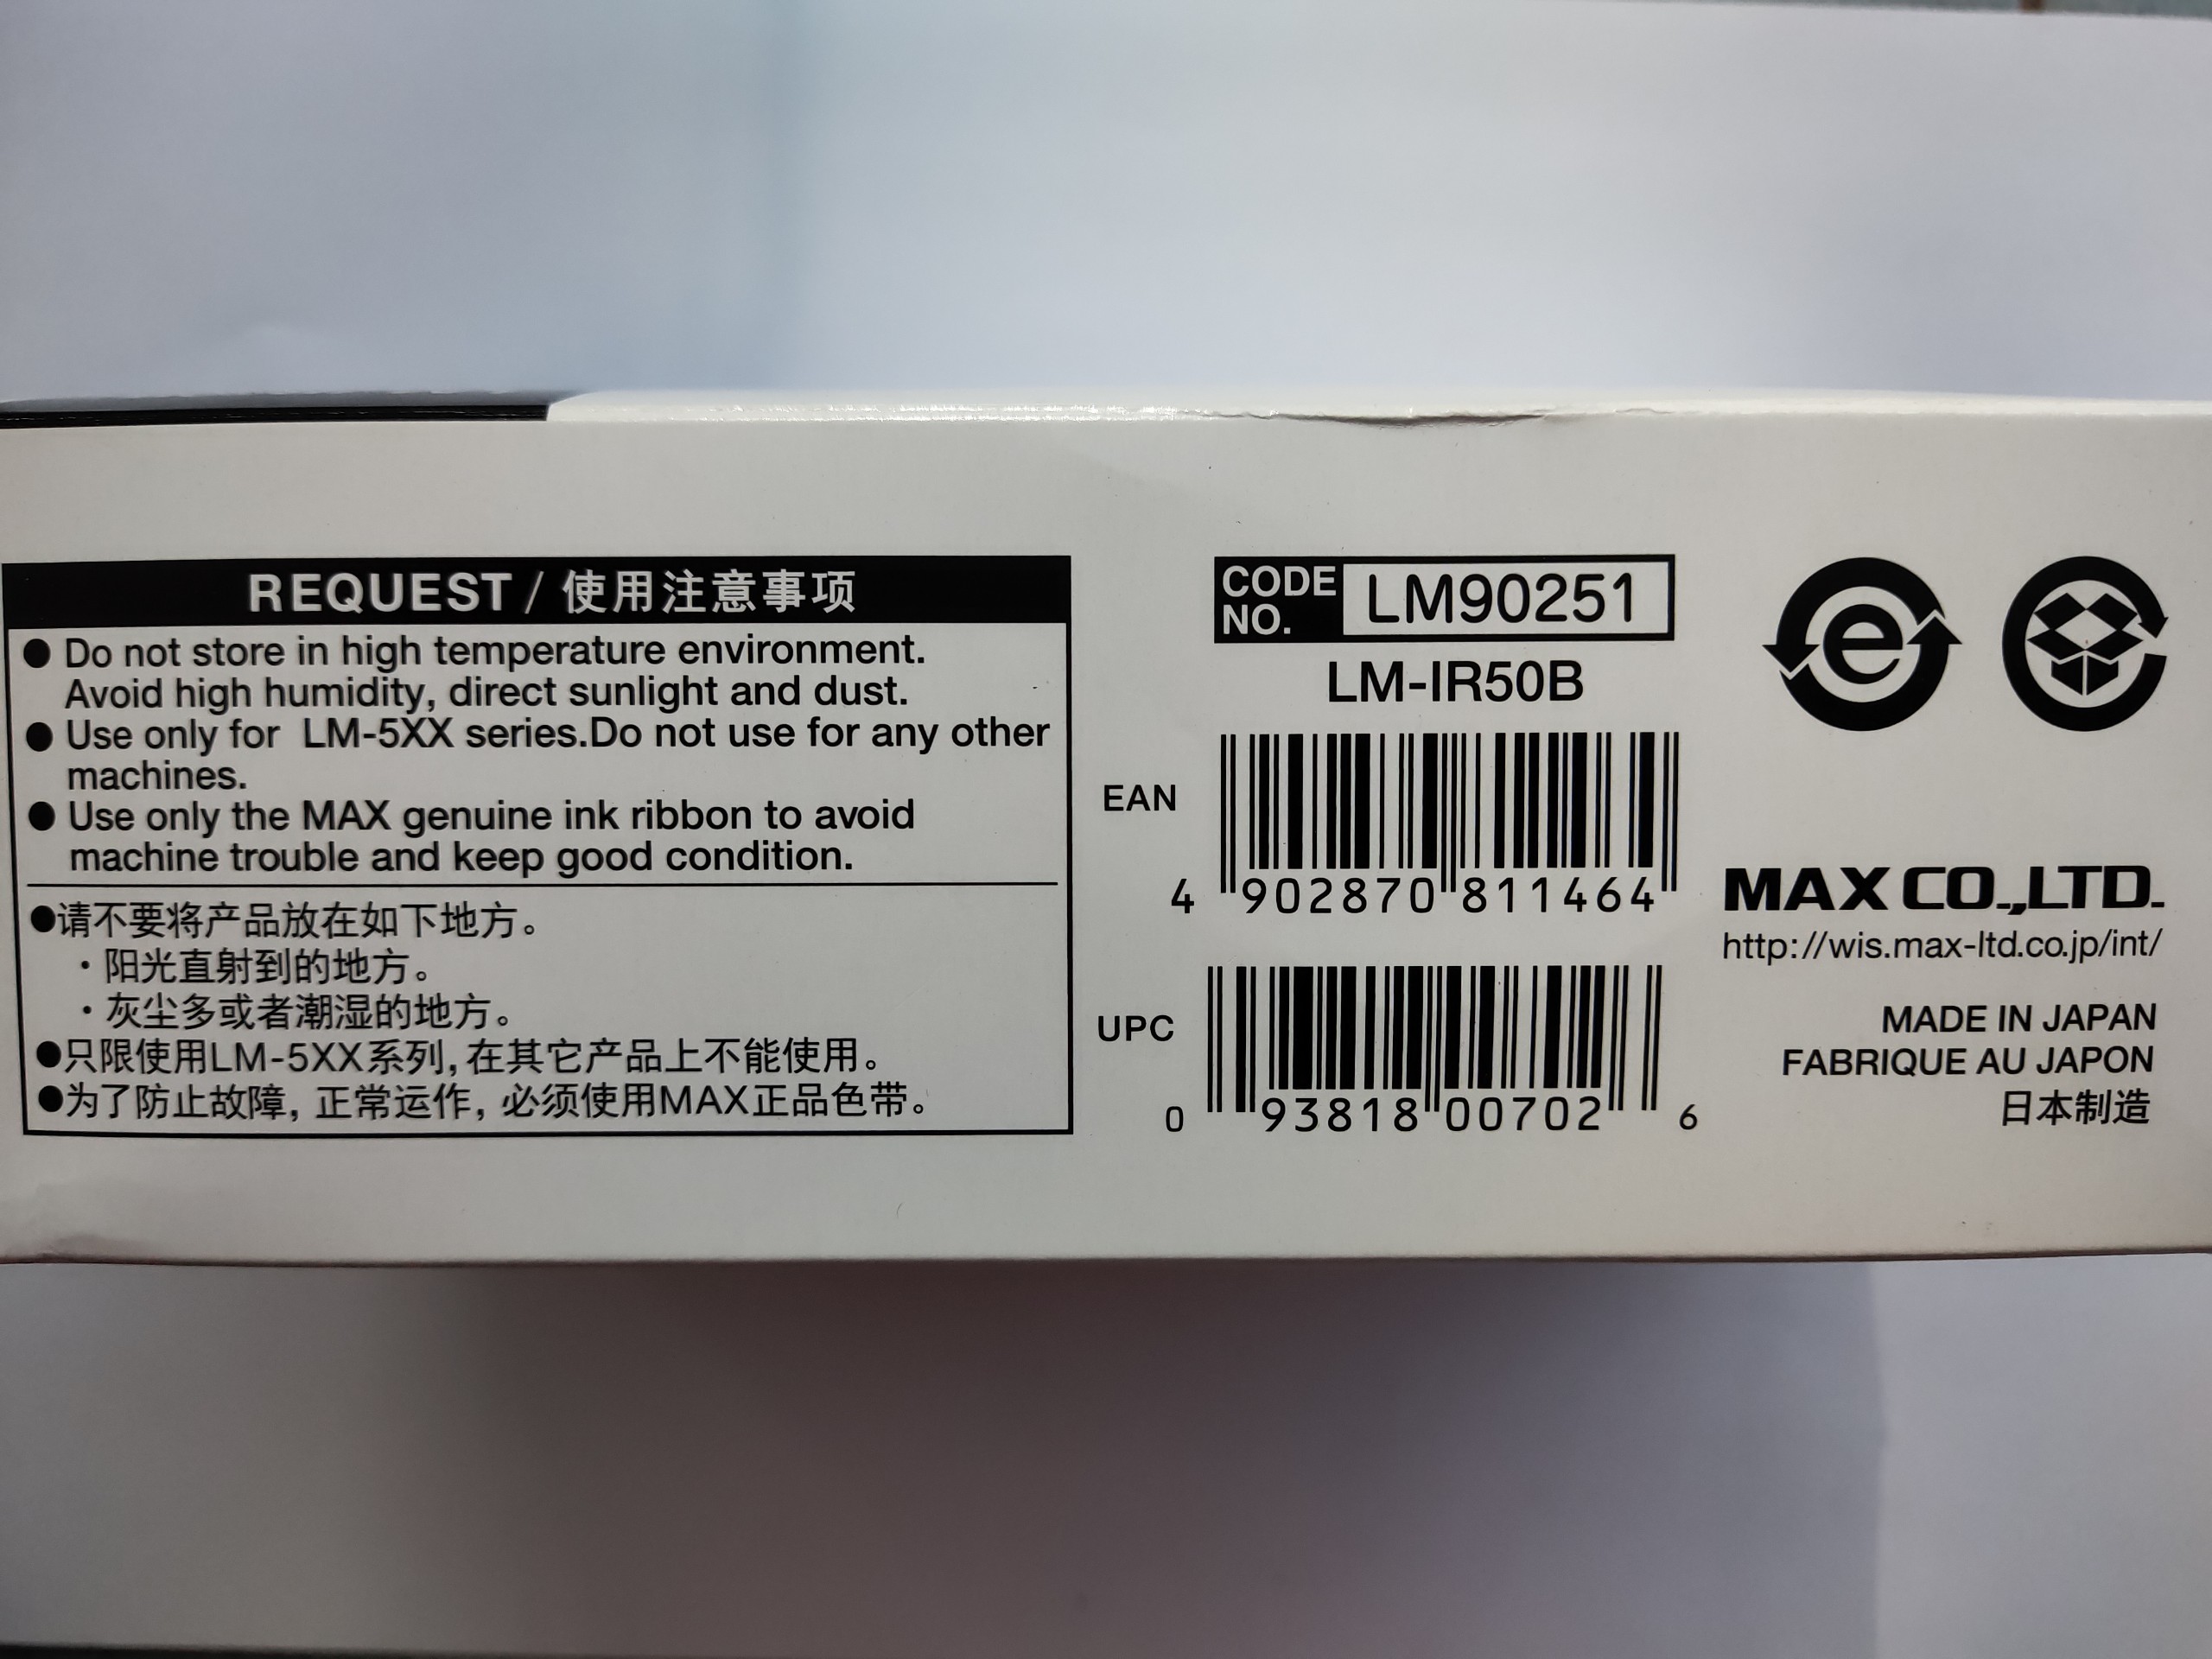 REQUEST / 使用注意事项
● Do not store in high temperature environment.
Avoid high humidity, direct sunlight and dust.
● Use only for LM-5XX series.Do not use for any other
machines.
● Use only the MAX genuine ink ribbon to avoid
machine trouble and keep good condition.
●请不要将产品放在如下地方。
・阳光直射到的地方。
・灰尘多或者潮湿的地方。
●只限使用LM-5XX系列,在其它产品上不能使用。
●为了防止故障, 正常运作, 必须使用MAX正品色带。
CODE NO. LM90251
LM-IR50B
EAN
4 902870 811464
UPC
0 93818 00702 6
e
MAX CO.,LTD.
http://wis.max-ltd.co.jp/int/
MADE IN JAPAN
FABRIQUE AU JAPON
日本制造